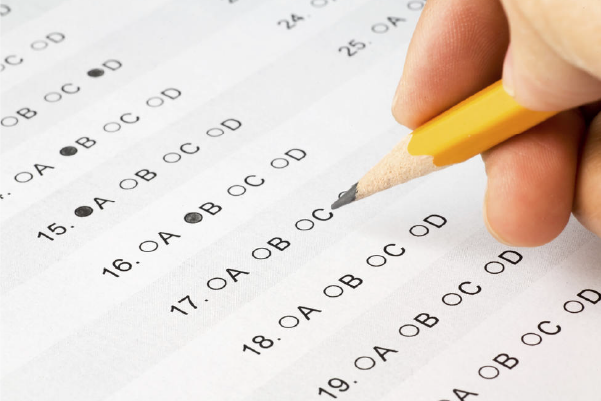 C D
B C D
A B C D
15. A B C D
16. A B C D
17. A B C
18. A B C D
19. A B C D
A B C D
24.
25. A